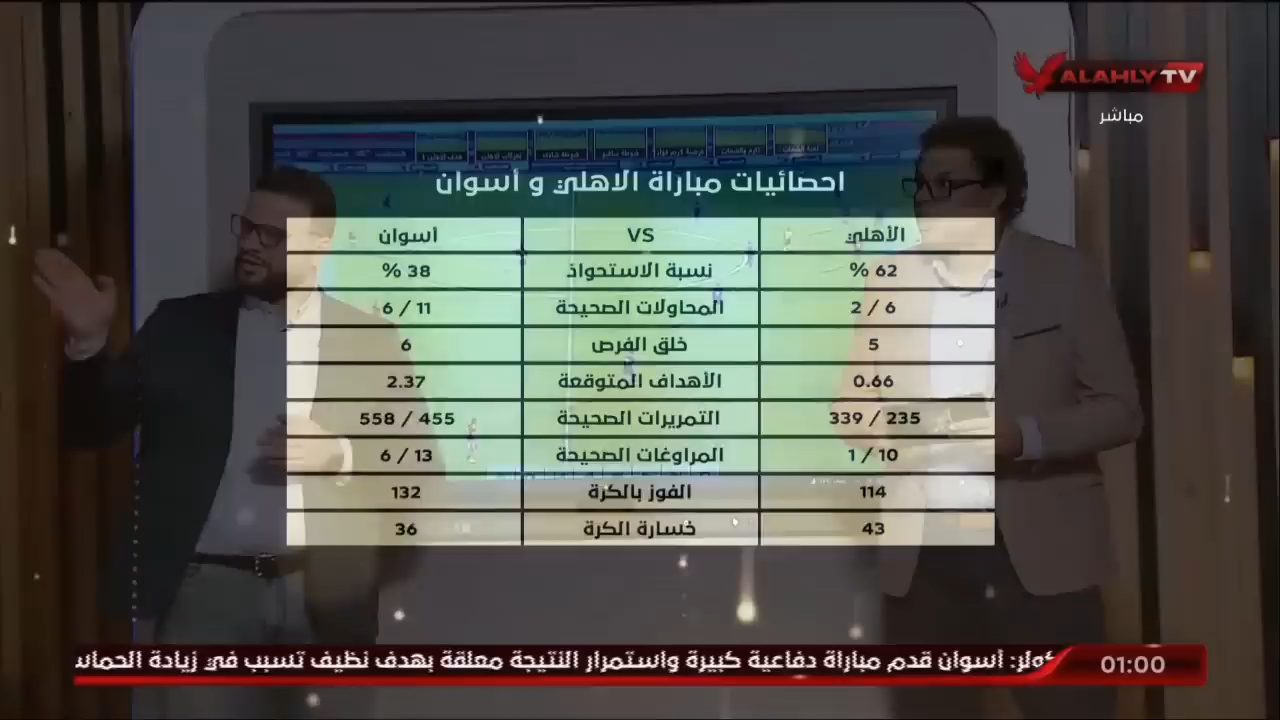 ALAHLY TV
مباشر
احصائيات مباراة الاهلي و أسوان
الأهلي VS أسوان
62 % نسبة الاستحواذ 38 %
2 / 6 المحاولات الصحيحة 6 / 11
5 خلق الفرص 6
0.66 الأهداف المتوقعة 2.37
339 / 235 التمريرات الصحيحة 558 / 455
1 / 10 المراوغات الصحيحة 6 / 13
114 الفوز بالكرة 132
43 خسارة الكرة 36
01:00 كولر: أسوان قدم مباراة دفاعية كبيرة واستمرار النتيجة معلقة بهدف نظيف تسبب في زيادة الحماس